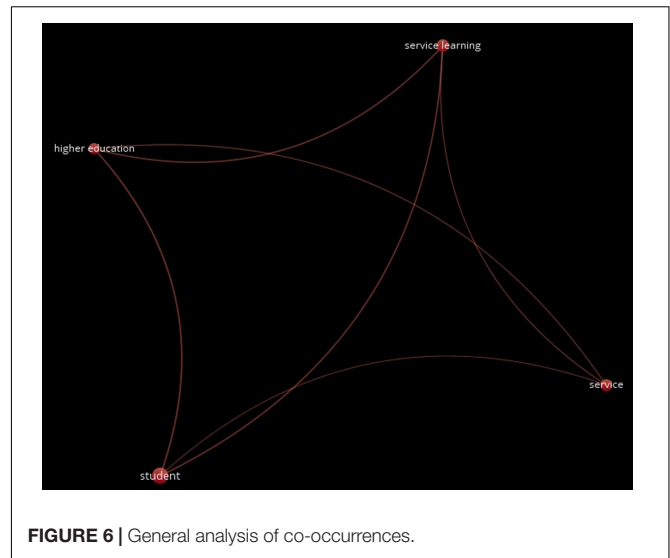 service learning
higher education
service
student
FIGURE 6 | General analysis of co-occurrences.